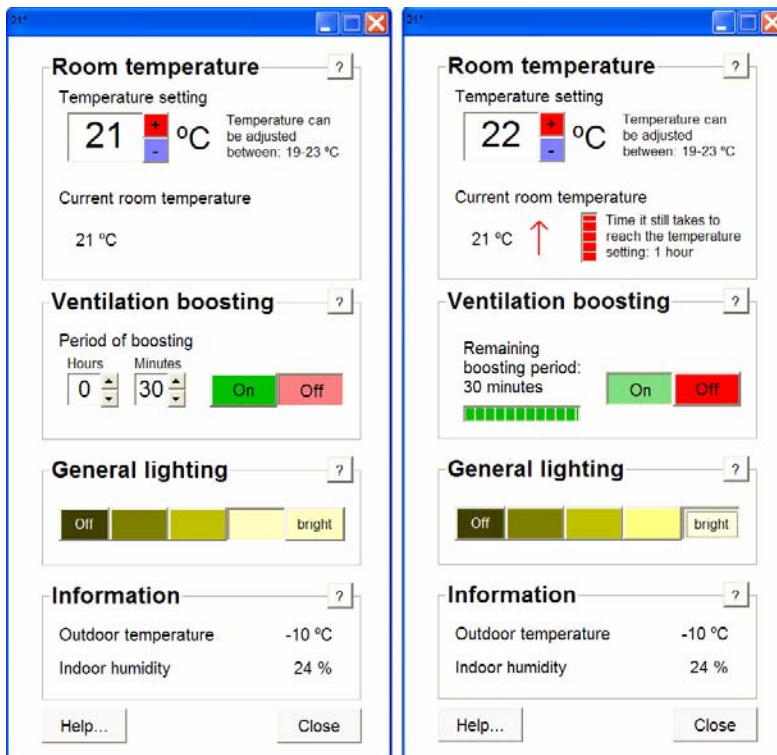 21°
Room temperature
?
Temperature setting
21
+
-
ºC
Temperature can
be adjusted
between: 19-23 ºC
Current room temperature
21 ºC
Ventilation boosting
?
Period of boosting
Hours Minutes
0 30 On Off
General lighting
?
Off bright
Information
?
Outdoor temperature -10 ºC
Indoor humidity 24 %
Help... Close
21°
Room temperature
?
Temperature setting
22
+
-
ºC
Temperature can
be adjusted
between: 19-23 ºC
Current room temperature
21 ºC
Time it still takes to
reach the temperature
setting: 1 hour
Ventilation boosting
?
Remaining
boosting period:
30 minutes
On Off
General lighting
?
Off bright
Information
?
Outdoor temperature -10 ºC
Indoor humidity 24 %
Help... Close